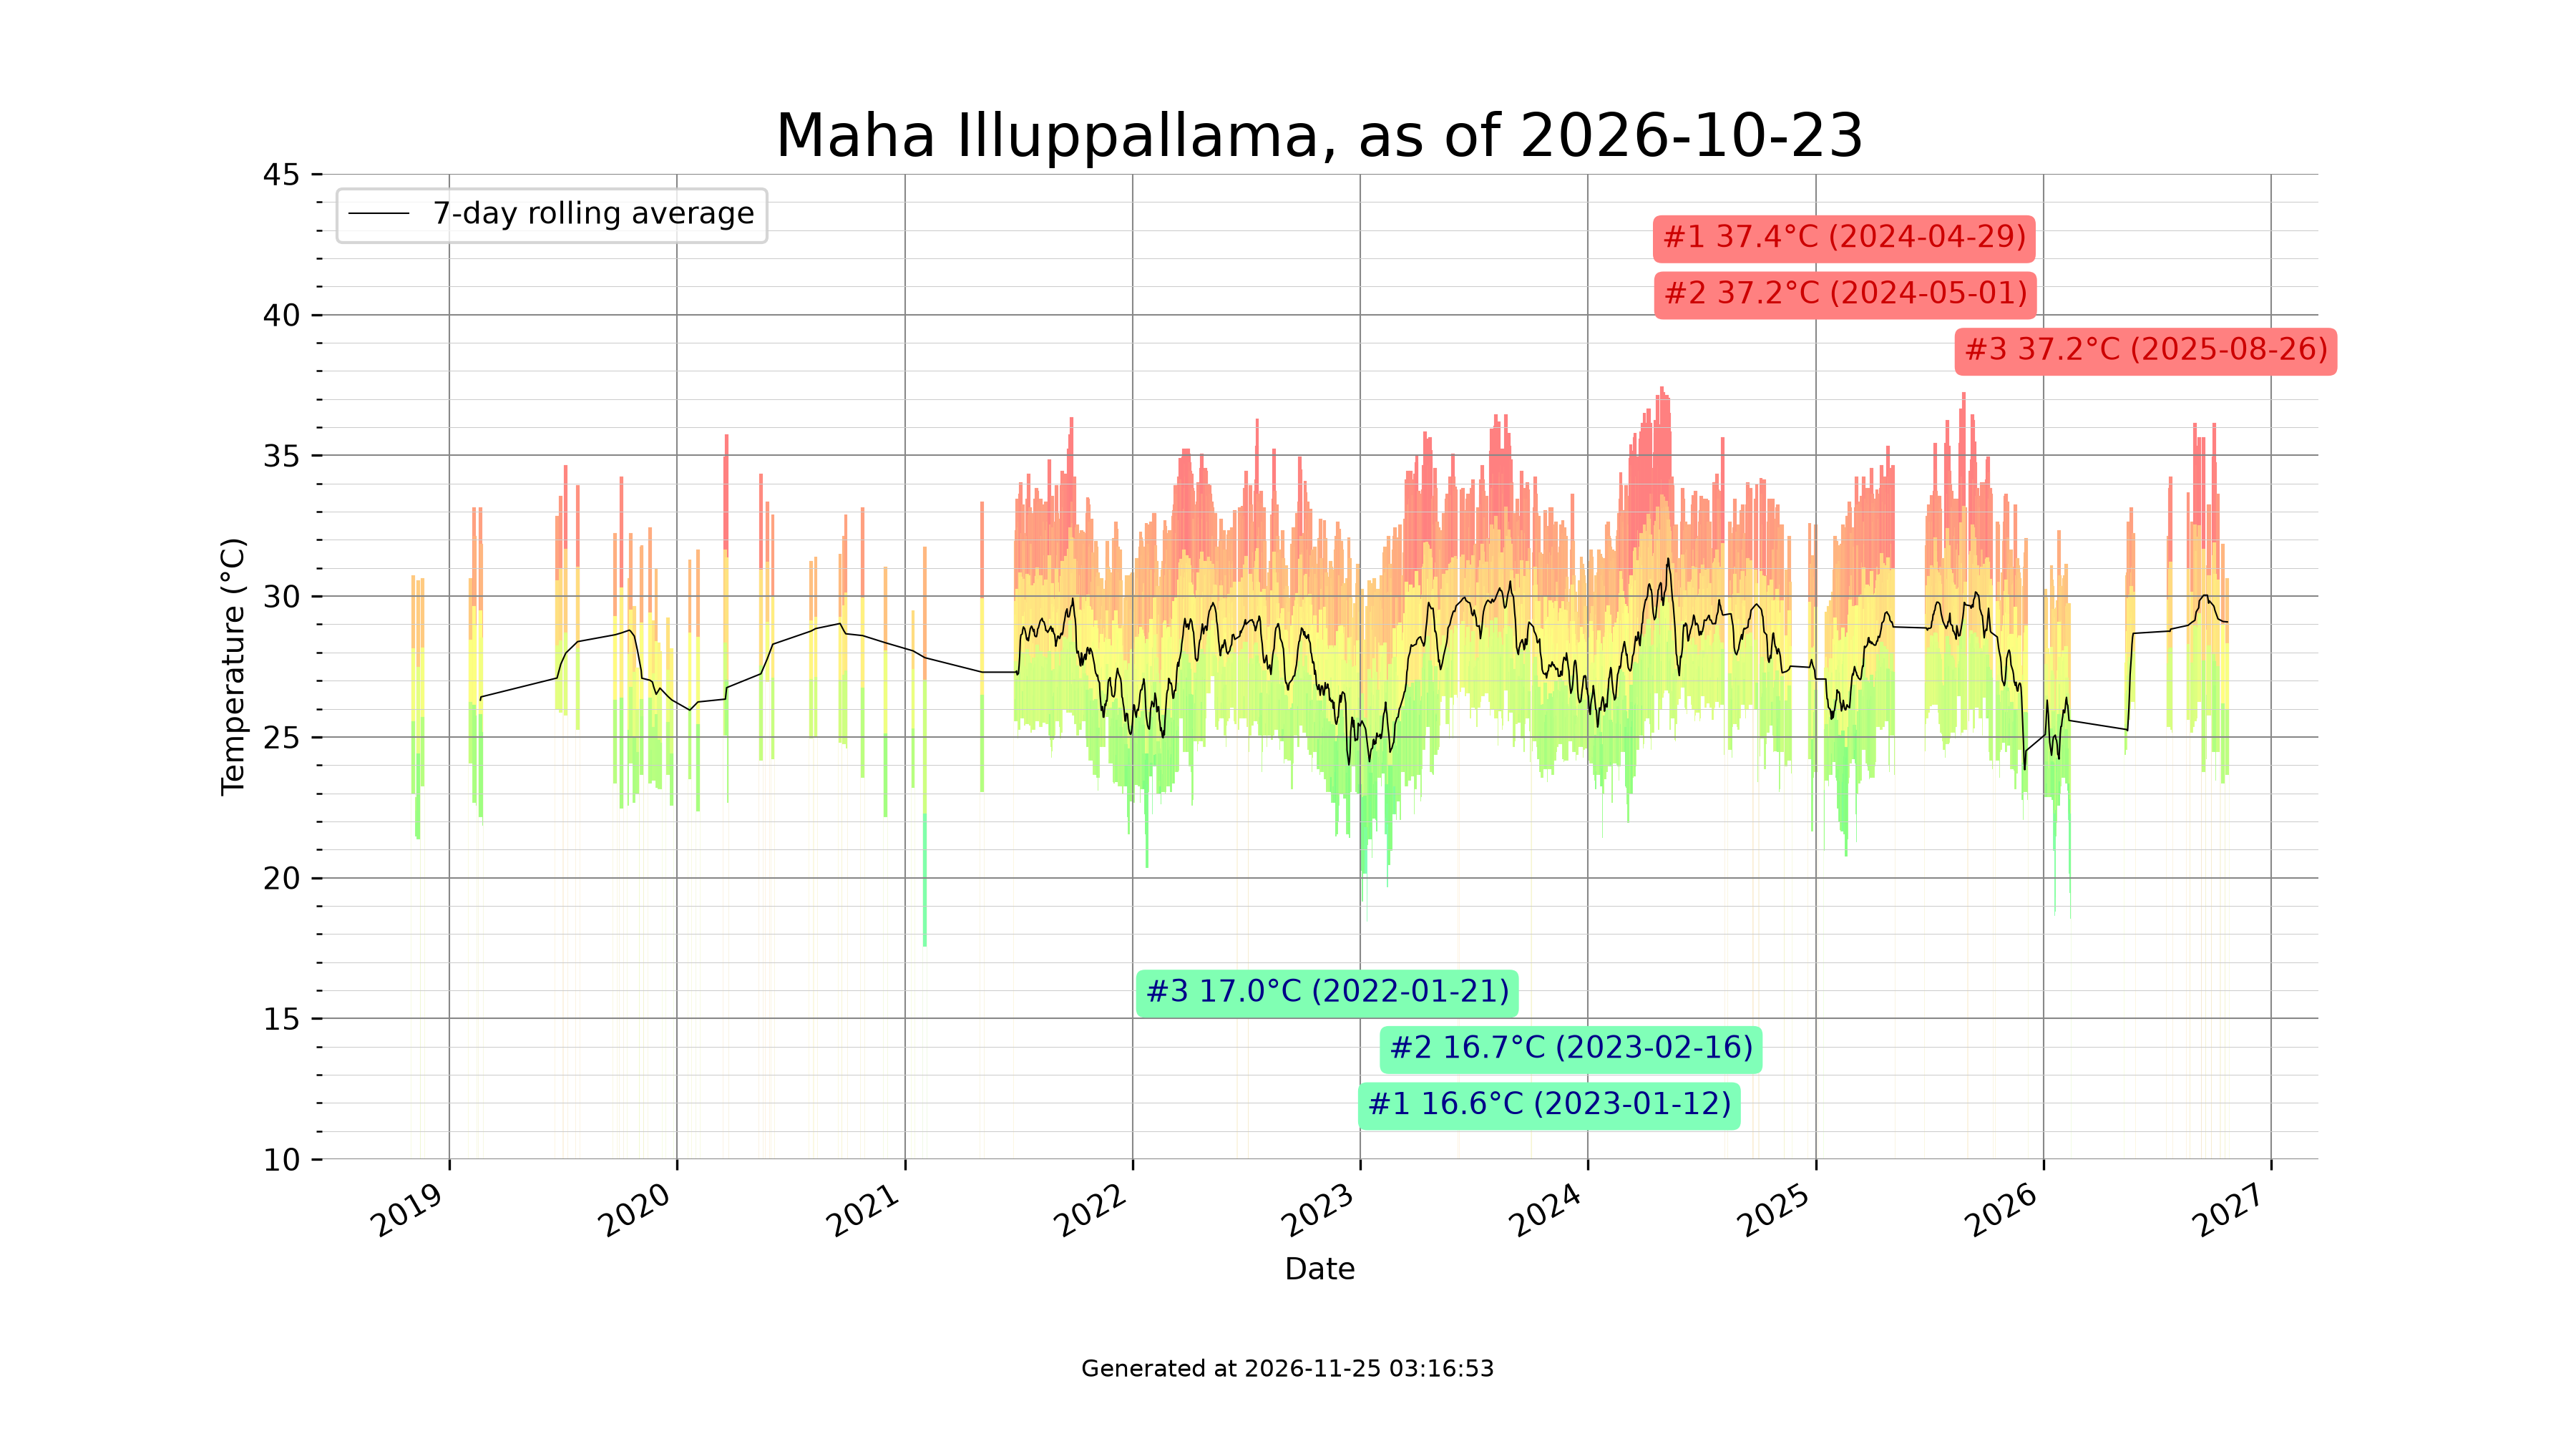 Maha Illuppallama, as of 2026-10-23
45
40
35
30
25
20
15
10
Temperature (°C)
7-day rolling average
#1 37.4°C (2024-04-29)
#2 37.2°C (2024-05-01)
#3 37.2°C (2025-08-26)
#3 17.0°C (2022-01-21)
#2 16.7°C (2023-02-16)
#1 16.6°C (2023-01-12)
2019
2020
2021
2022
2023
2024
2025
2026
2027
Date
Generated at 2026-11-25 03:16:53